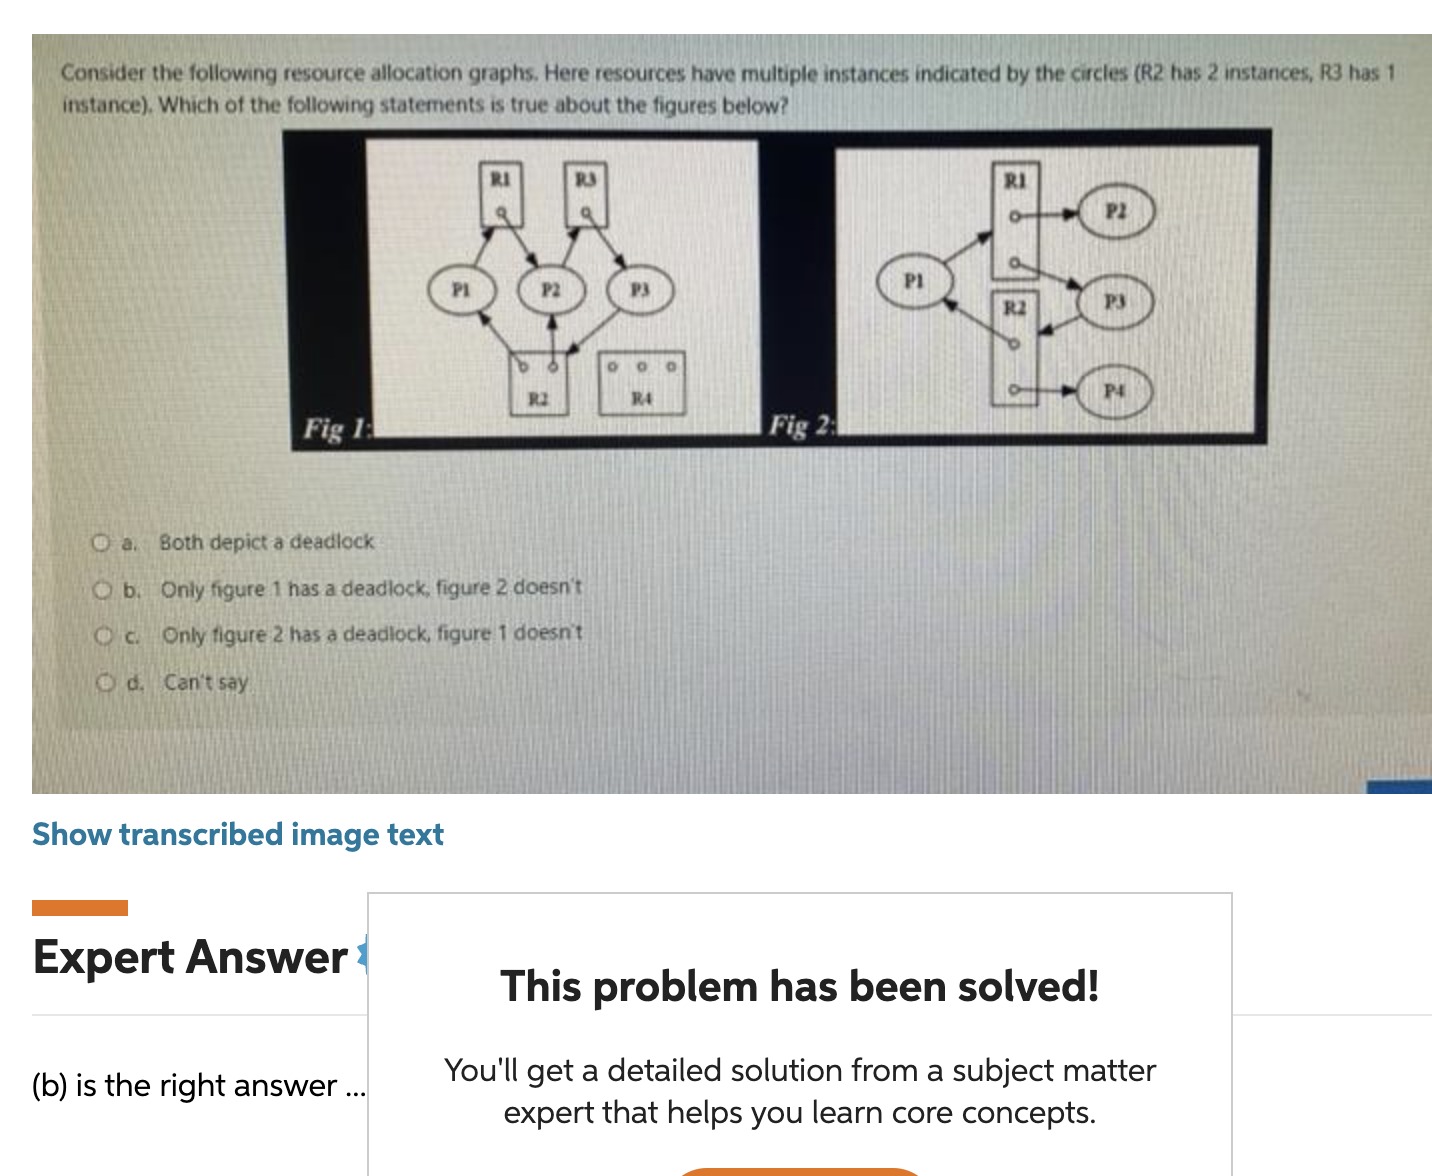 Consider the following resource allocation graphs. Here resources have multiple instances indicated by the circles (R2 has 2 instances, R3 has 1
instance). Which of the following statements is true about the figures below?
R1 R3
P1 P2 P3
R2 R4
Fig 1:
R1
P2
P1
R2
P3
P4
Fig 2:
a. Both depict a deadlock
b. Only figure 1 has a deadlock, figure 2 doesn't
c. Only figure 2 has a deadlock, figure 1 doesn't
d. Can't say
Show transcribed image text
Expert Answer
(b) is the right answer ...
This problem has been solved!
You'll get a detailed solution from a subject matter
expert that helps you learn core concepts.